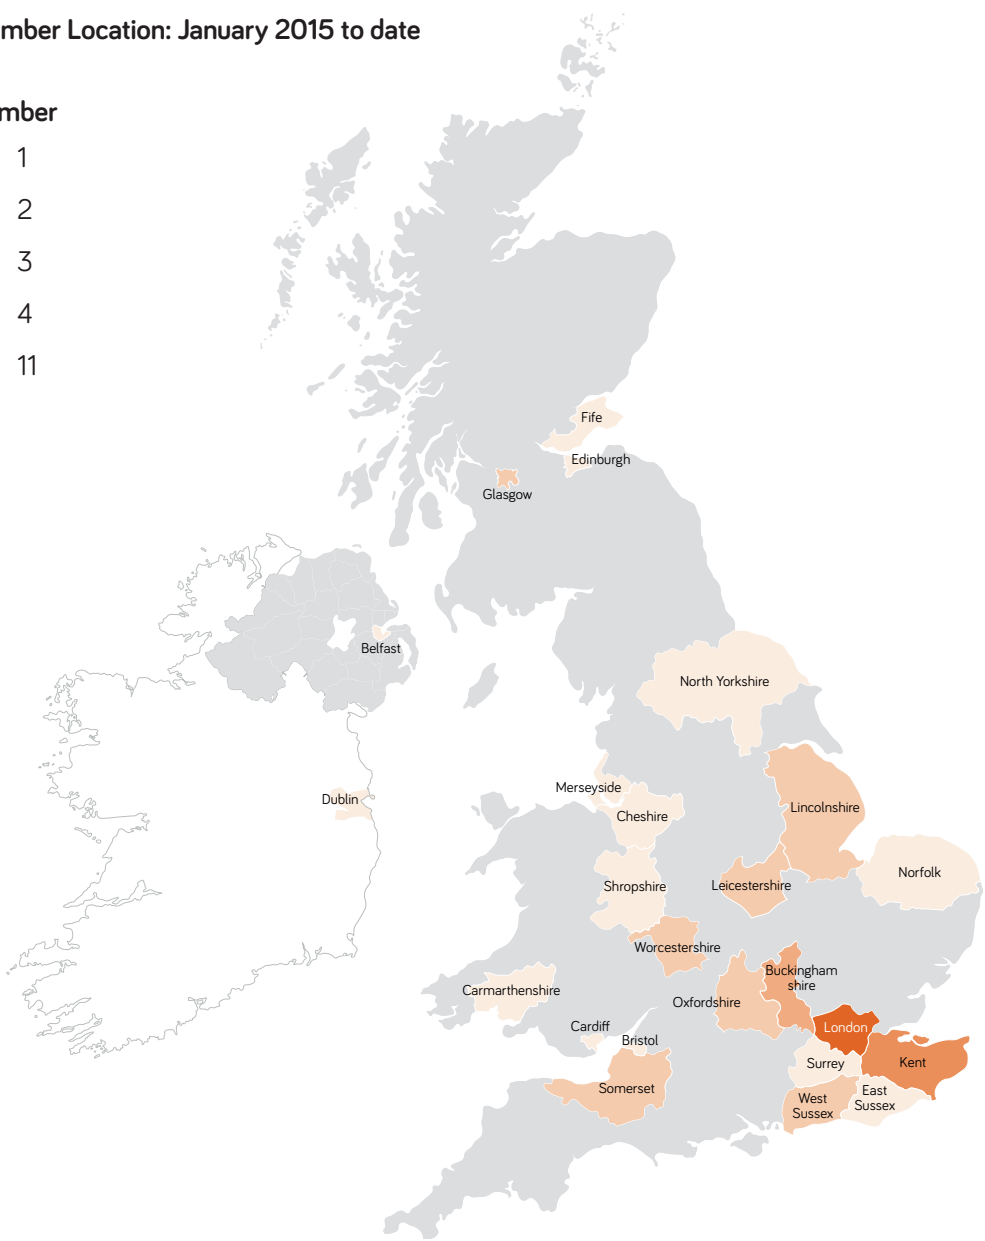 mber Location: January 2015 to date
mber
1
2
3
4
11
Fife
Edinburgh
Glasgow
Belfast
North Yorkshire
Dublin
Merseyside
Cheshire
Lincolnshire
Shropshire
Leicestershire
Norfolk
Worcestershire
Carmarthenshire
Oxfordshire
Buckingham
shire
Cardiff
Bristol
London
Surrey
Kent
Somerset
West
Sussex
East
Sussex